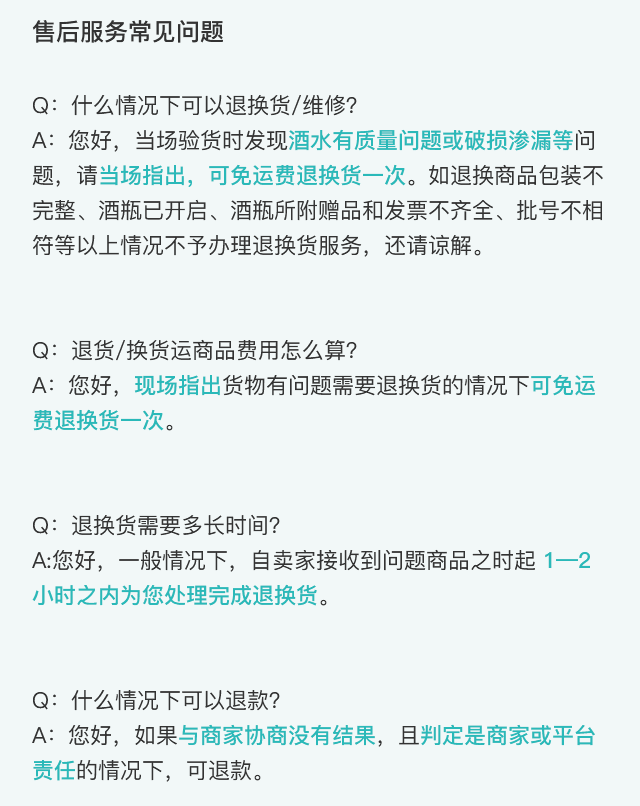 售后服务常见问题
Q：什么情况下可以退换货/维修？
A：您好，当场验货时发现酒水有质量问题或破损渗漏等问
题，请当场指出，可免运费退换货一次。如退换商品包装不
完整、酒瓶已开启、酒瓶所附赠品和发票不齐全、批号不相
符等以上情况不予办理退换货服务，还请谅解。
Q：退货/换货运商品费用怎么算？
A：您好，现场指出货物有问题需要退换货的情况下可免运
费退换货一次。
Q：退换货需要多长时间？
A:您好，一般情况下，自卖家接收到问题商品之时起 1—2
小时之内为您处理完成退换货。
Q：什么情况下可以退款？
A：您好，如果与商家协商没有结果，且判定是商家或平台
责任的情况下，可退款。